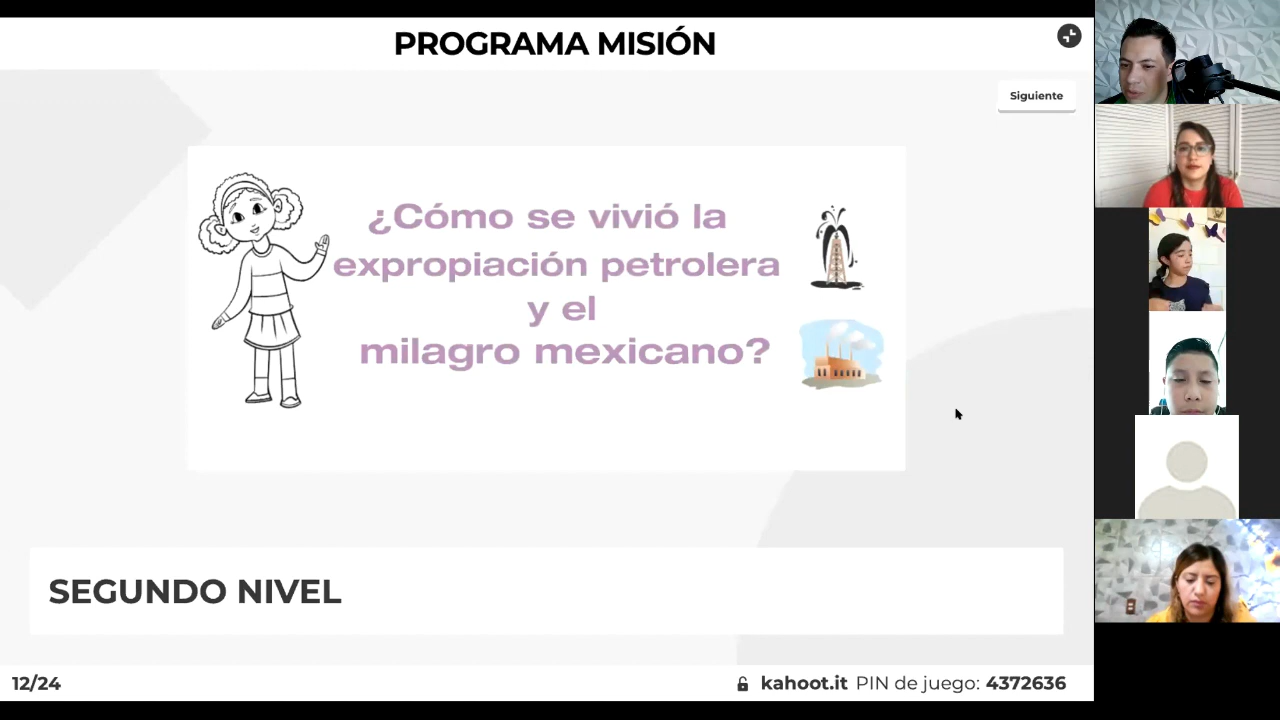 PROGRAMA MISIÓN
Siguiente
¿Cómo se vivió la
expropiación petrolera
y el
milagro mexicano?
SEGUNDO NIVEL
12/24
kahoot.it PIN de juego: 4372636